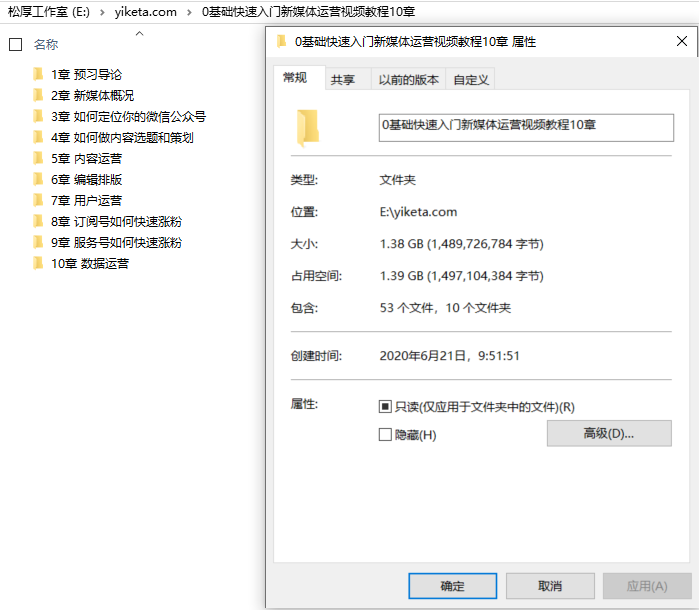 松厚工作室 (E:) > yiketa.com > 0基础快速入门新媒体运营视频教程10章
名称
1章 预习导论
2章 新媒体概况
3章 如何定位你的微信公众号
4章 如何做内容选题和策划
5章 内容运营
6章 编辑排版
7章 用户运营
8章 订阅号如何快速涨粉
9章 服务号如何快速涨粉
10章 数据运营
0基础快速入门新媒体运营视频教程10章 属性
常规 共享 以前的版本 自定义
0基础快速入门新媒体运营视频教程10章
类型: 文件夹
位置: E:\yiketa.com
大小: 1.38 GB (1,489,726,784 字节)
占用空间: 1.39 GB (1,497,104,384 字节)
包含: 53 个文件，10 个文件夹
创建时间: 2020年6月21日，9:51:51
属性: 只读(仅应用于文件夹中的文件)(R)
隐藏(H) 高级(D)...
确定 取消 应用(A)